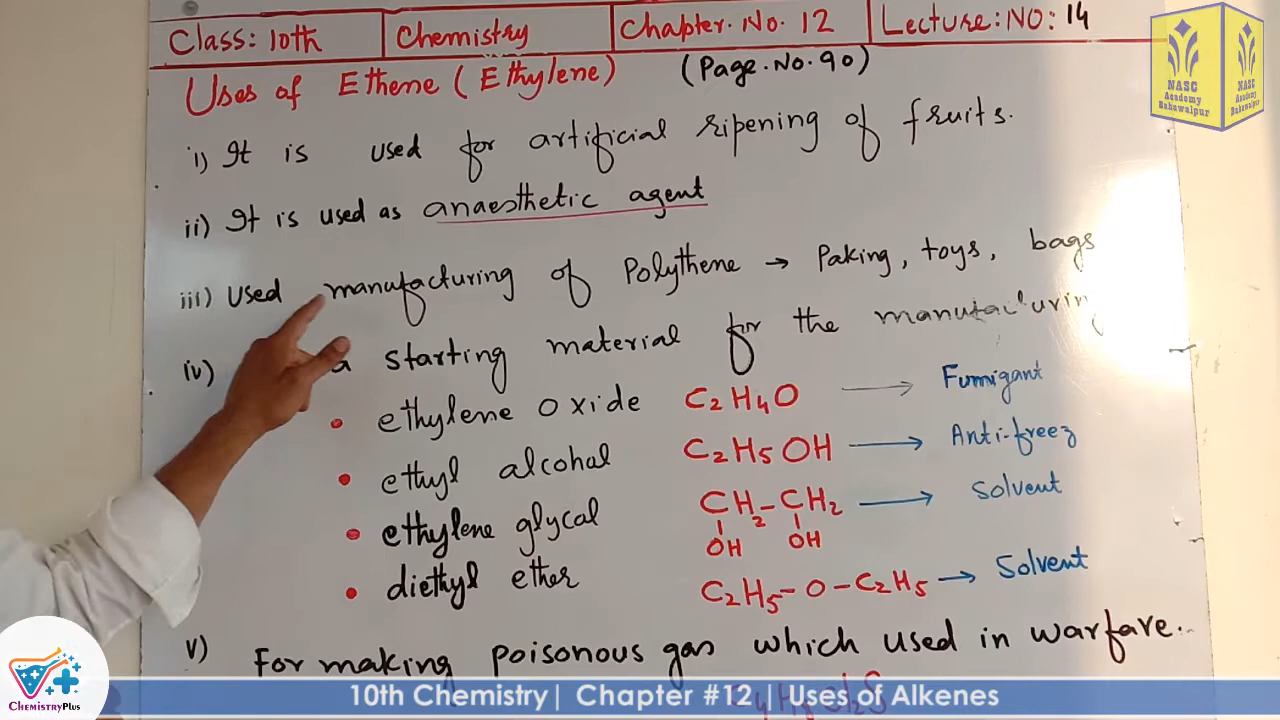 Class: 10th Chemistry Chapter. No. 12 Lecture: NO: 14
Uses of Ethene (Ethylene) (Page. No. 90)
i) It is used for artificial ripening of fruits.
ii) It is used as anaesthetic agent
iii) Used manufacturing of Polythene → Paking, toys, bags
iv) a starting material for the manufacturing
• ethylene oxide C2H4O → Fumigant
• ethyl alcohal C2H5OH → Anti-freez
• ethylene glycal CH2-CH2 → Solvent
OH OH
• diethyl ether C2H5-O-C2H5 → Solvent
v) For making poisonous gas which used in warfare.
NASC Academy Bahawalpur
NASC Academy Bahawalpur
ChemistryPlus
10th Chemistry| Chapter #12 | Uses of Alkenes